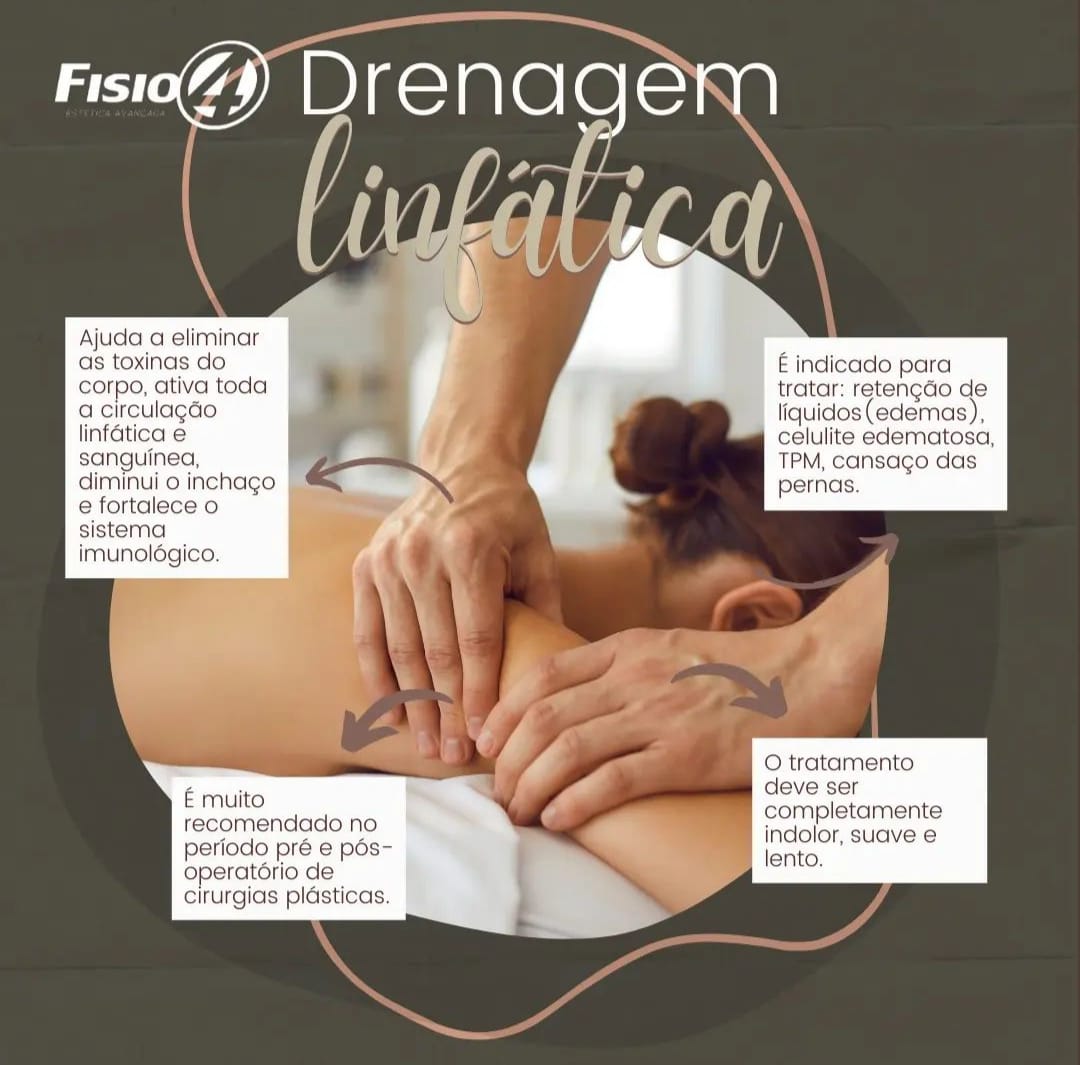 FISIO4
ESTÉTICA AVANÇADA
Drenagem
linfática
Ajuda a eliminar
as toxinas do
corpo, ativa toda
a circulação
linfática e
sanguínea,
diminui o inchaço
e fortalece o
sistema
imunológico.
É indicado para
tratar: retenção de
líquidos(edemas),
celulite edematosa,
TPM, cansaço das
pernas.
É muito
recomendado no
período pré e pós-
operatório de
cirurgias plásticas.
O tratamento
deve ser
completamente
indolor, suave e
lento.